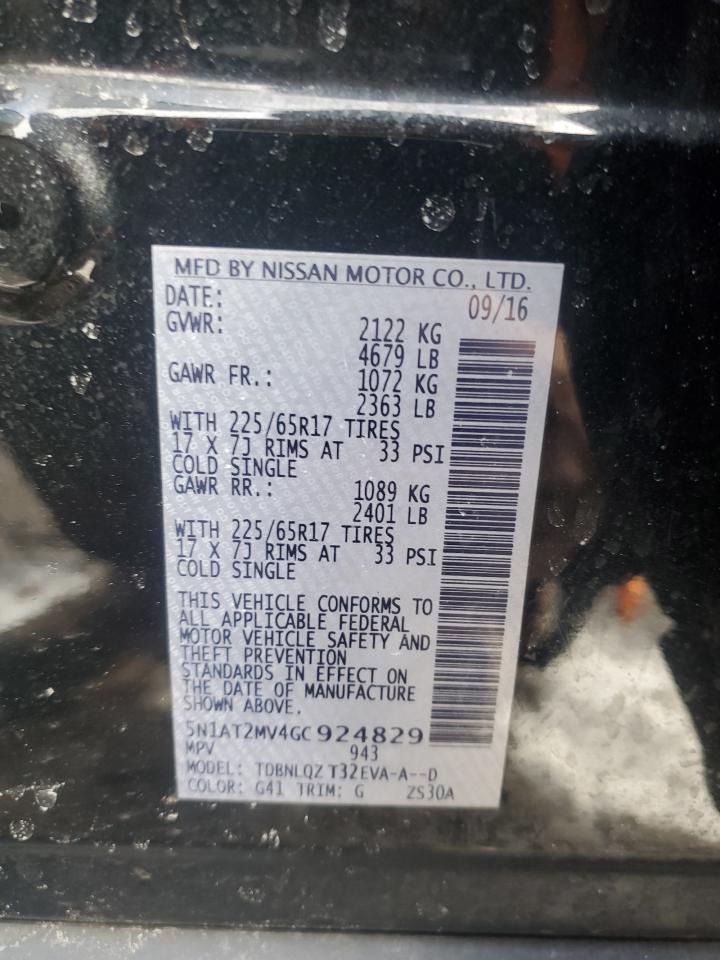 MFD BY NISSAN MOTOR CO., LTD.
DATE: 09/16
GVWR: 2122 KG
4679 LB
GAWR FR.: 1072 KG
2363 LB
WITH 225/65R17 TIRES
17 X 7J RIMS AT 33 PSI
COLD SINGLE
GAWR RR.: 1089 KG
2401 LB
WITH 225/65R17 TIRES
17 X 7J RIMS AT 33 PSI
COLD SINGLE
THIS VEHICLE CONFORMS TO
ALL APPLICABLE FEDERAL
MOTOR VEHICLE SAFETY AND
THEFT PREVENTION
STANDARDS IN EFFECT ON
THE DATE OF MANUFACTURE
SHOWN ABOVE.
5N1AT2MV4GC924829
MPV 943
MODEL: TDBNLQZ T32EVA-A--D
COLOR: G41 TRIM: G ZS30A